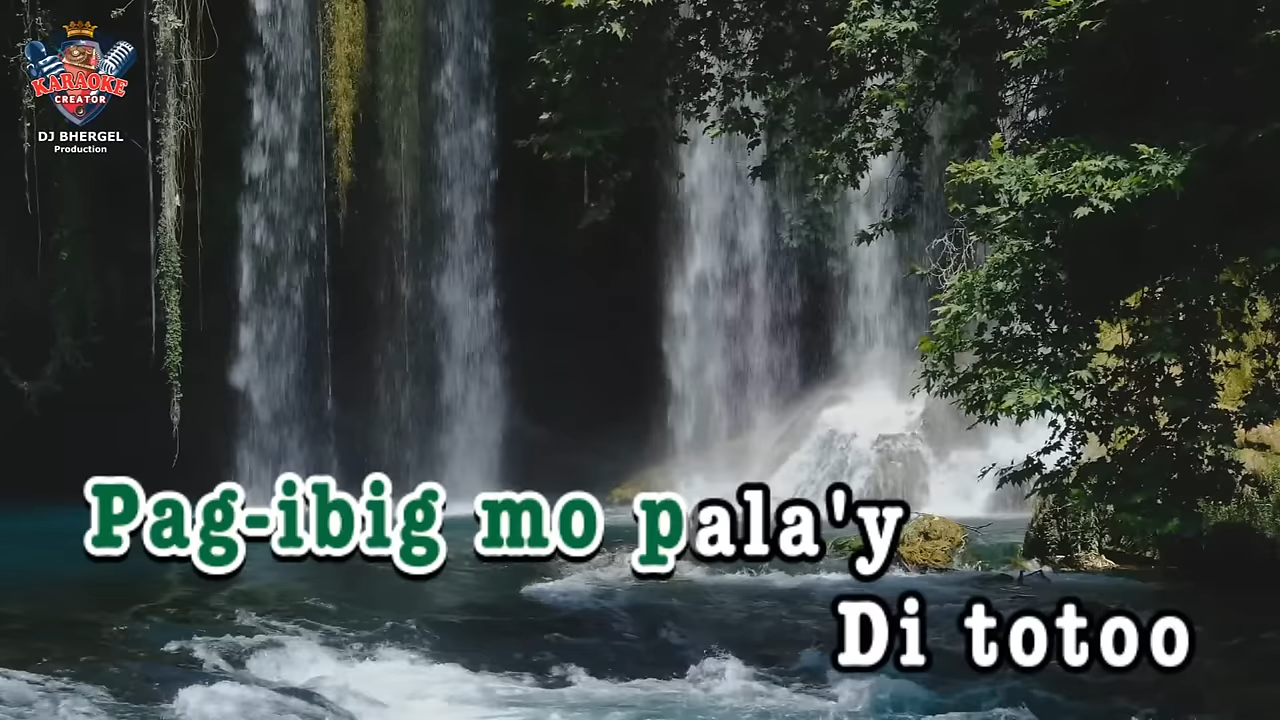 KARAOKE
CREATOR
DJ BHERGEL
Production
Pag-ibig mo pala'y
Di totoo